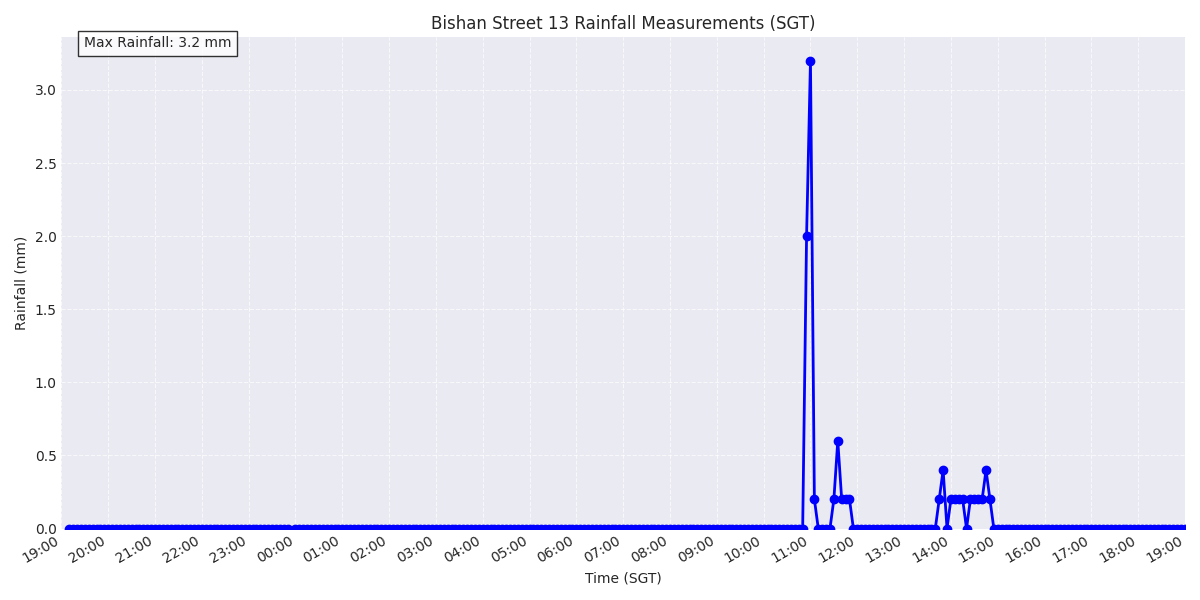 Bishan Street 13 Rainfall Measurements (SGT)
Max Rainfall: 3.2 mm
Rainfall (mm)
3.0
2.5
2.0
1.5
1.0
0.5
0.0
19:00 20:00 21:00 22:00 23:00 00:00 01:00 02:00 03:00 04:00 05:00 06:00 07:00 08:00 09:00 10:00 11:00 12:00 13:00 14:00 15:00 16:00 17:00 18:00 19:00
Time (SGT)